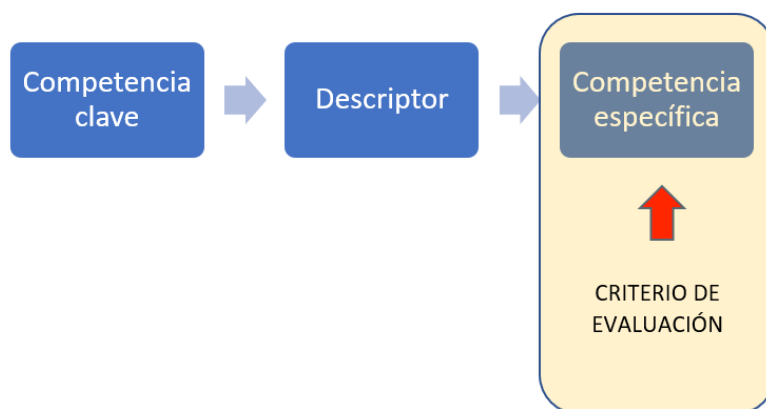 Competencia
clave
Descriptor
Competencia
específica
CRITERIO DE
EVALUACIÓN